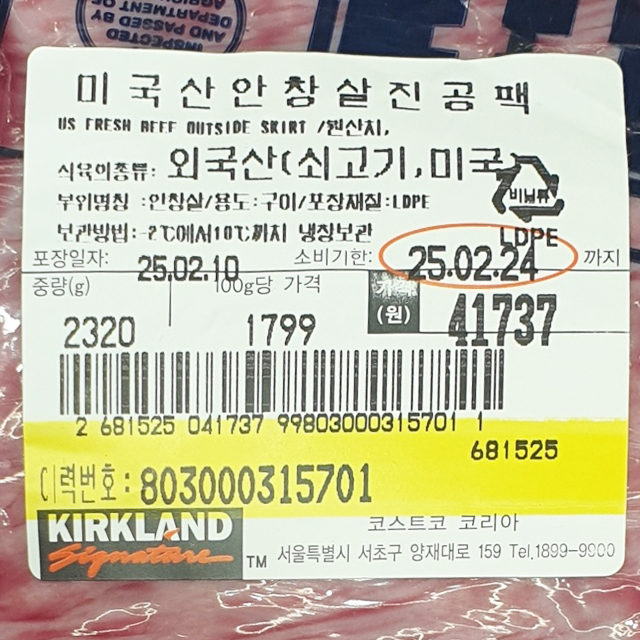 INSPECTED
AND PASSED BY
DEPARTMENT OF
미국산안창살진공팩
US FRESH BEEF OUTSIDE SKIRT /원산지,
식육의종류: 외국산(쇠고기,미국
비닐류
LDPE
부위명칭 :안창살/용도:구이/포장재질:LDPE
보관방법:-2℃에서10℃까지 냉장보관
포장일자: 25.02.10 소비기한: 25.02.24 까지
중량(g) 100g당 가격 가격(원)
2320 1799 41737
2 681525 041737 998030003157011 1
681525
이력번호:803000315701
KIRKLAND 코스트코 코리아
Signature TM 서울특별시 서초구 양재대로 159 Tel.1899-9900